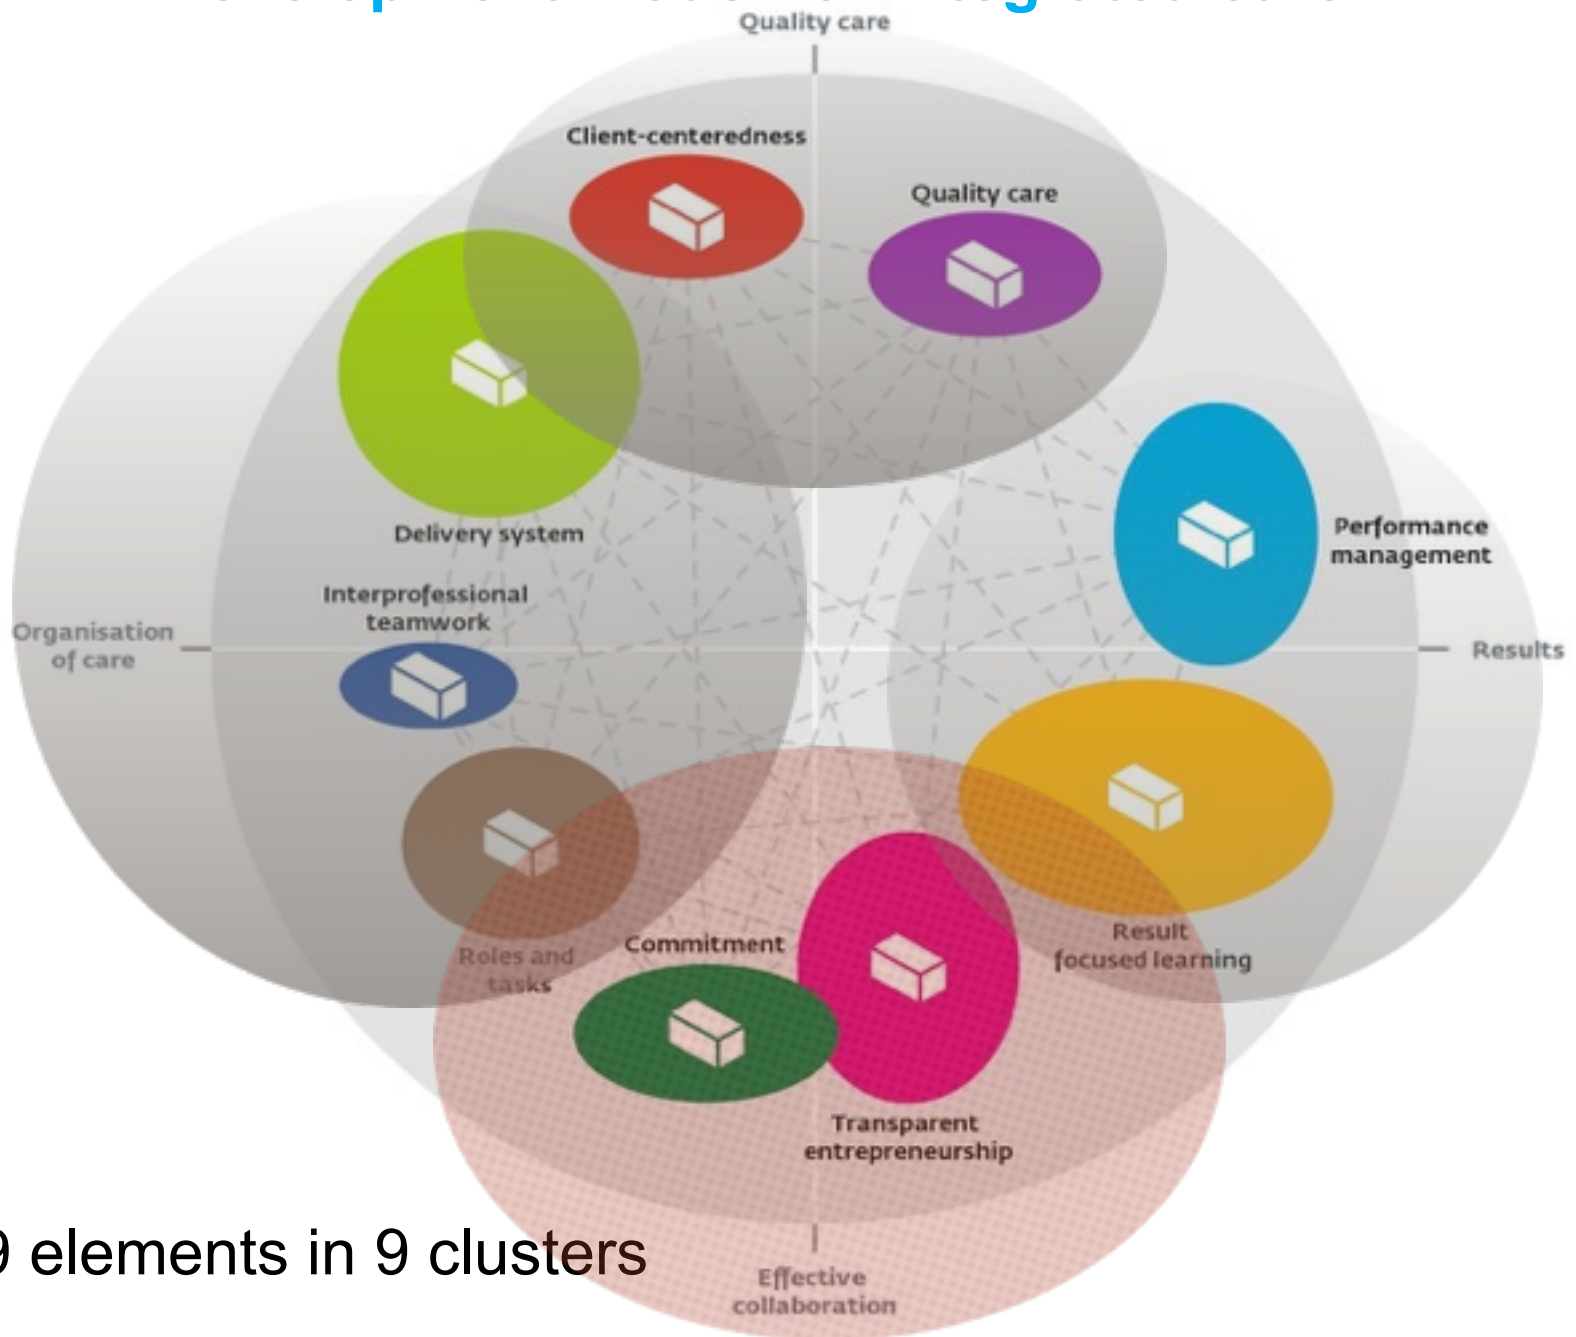 Quality care
Client-centeredness
Quality care
Delivery system
Performance
management
Interprofessional
teamwork
Organisation
of care
Results
Roles and
tasks
Commitment
Result
focused learning
Transparent
entrepreneurship
9 elements in 9 clusters
Effective
collaboration